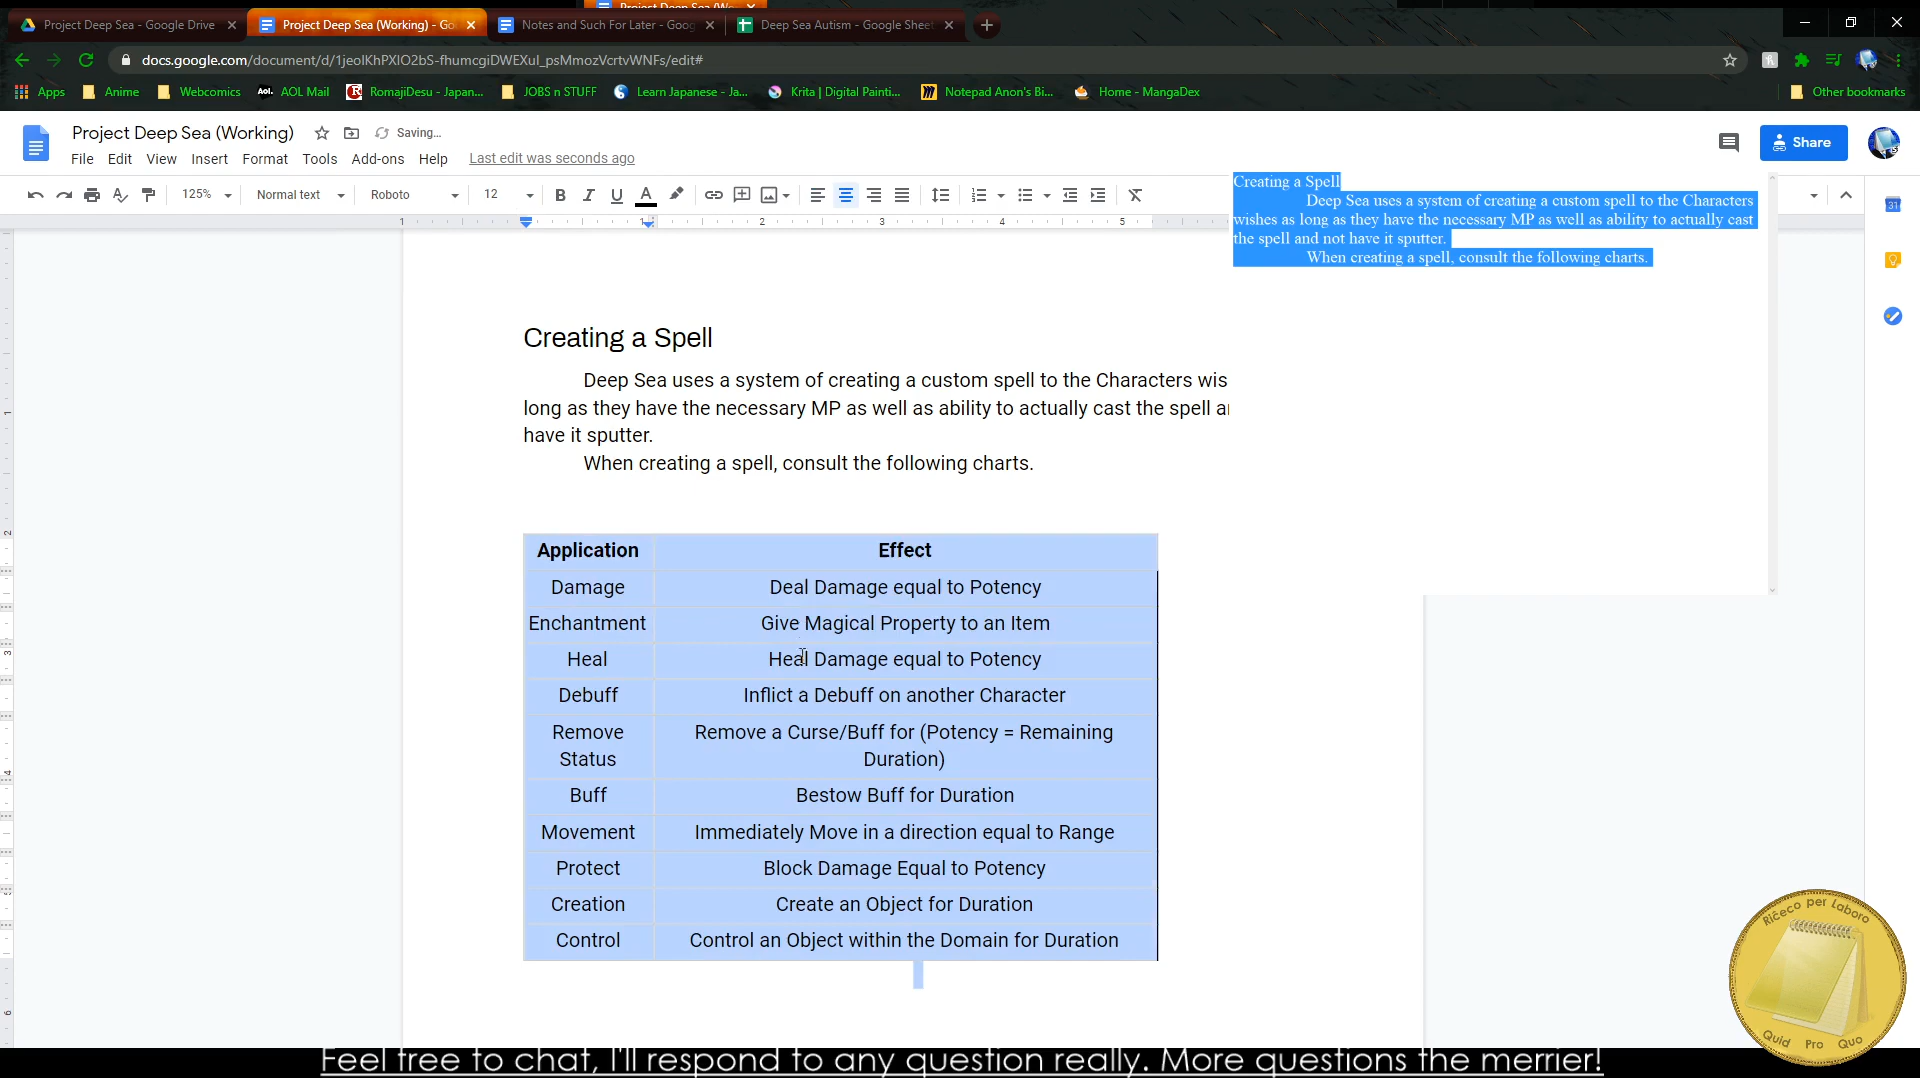 Project Deep Sea - Google Drive
Project Deep Sea (Working) - Go
Notes and Such For Later - Goog
Deep Sea Autism - Google Sheet
docs.google.com/document/d/1jeolKhPXIO2bS-fhumcgiDWEXul_psMmozVcrtvWNFs/edit#
Apps
Anime
Webcomics
Aol.
AOL Mail
RomajiDesu - Japan...
JOBS n STUFF
Learn Japanese - Ja...
Krita | Digital Painti...
Notepad Anon's Bi...
Home - MangaDex
Other bookmarks
Project Deep Sea (Working)
Saving...
File Edit View Insert Format Tools Add-ons Help
Last edit was seconds ago
Share
125%
Normal text
Roboto
12
B I U A
1 1 2 3 4 5
31
Creating a Spell
Deep Sea uses a system of creating a custom spell to the Characters
wishes as long as they have the necessary MP as well as ability to actually cast
the spell and not have it sputter.
When creating a spell, consult the following charts.
Creating a Spell
Deep Sea uses a system of creating a custom spell to the Characters wis
long as they have the necessary MP as well as ability to actually cast the spell a
have it sputter.
When creating a spell, consult the following charts.
Application Effect
Damage Deal Damage equal to Potency
Enchantment Give Magical Property to an Item
Heal Heal Damage equal to Potency
Debuff Inflict a Debuff on another Character
Remove Status Remove a Curse/Buff for (Potency = Remaining
Duration)
Buff Bestow Buff for Duration
Movement Immediately Move in a direction equal to Range
Protect Block Damage Equal to Potency
Creation Create an Object for Duration
Control Control an Object within the Domain for Duration
per Laboro
Quid Pro Quo
Feel free to chat, I'll respond to any question really. More questions the merrier!